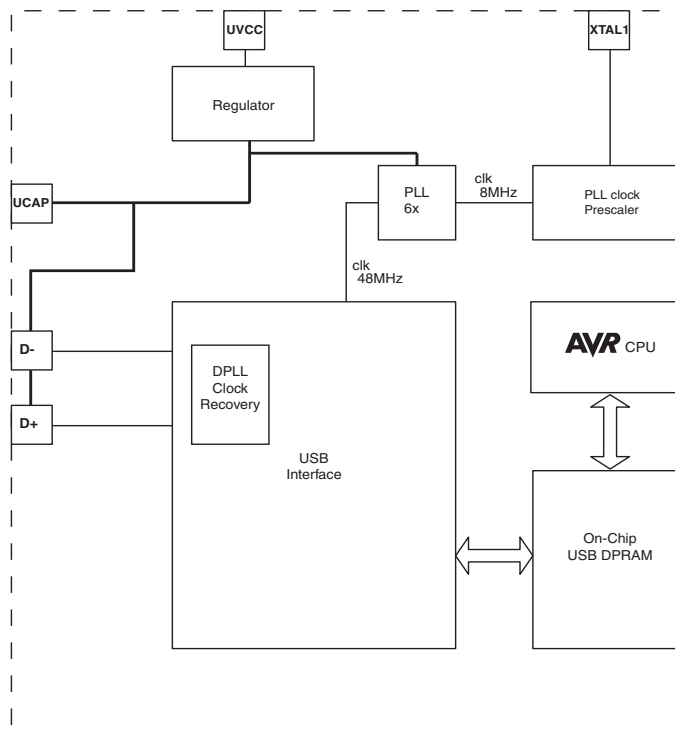 UVCC
XTAL1
Regulator
UCAP
PLL
6x
clk
8MHz
PLL clock
Prescaler
clk
48MHz
D-
D+
DPLL
Clock
Recovery
USB
Interface
AVR CPU
On-Chip
USB DPRAM